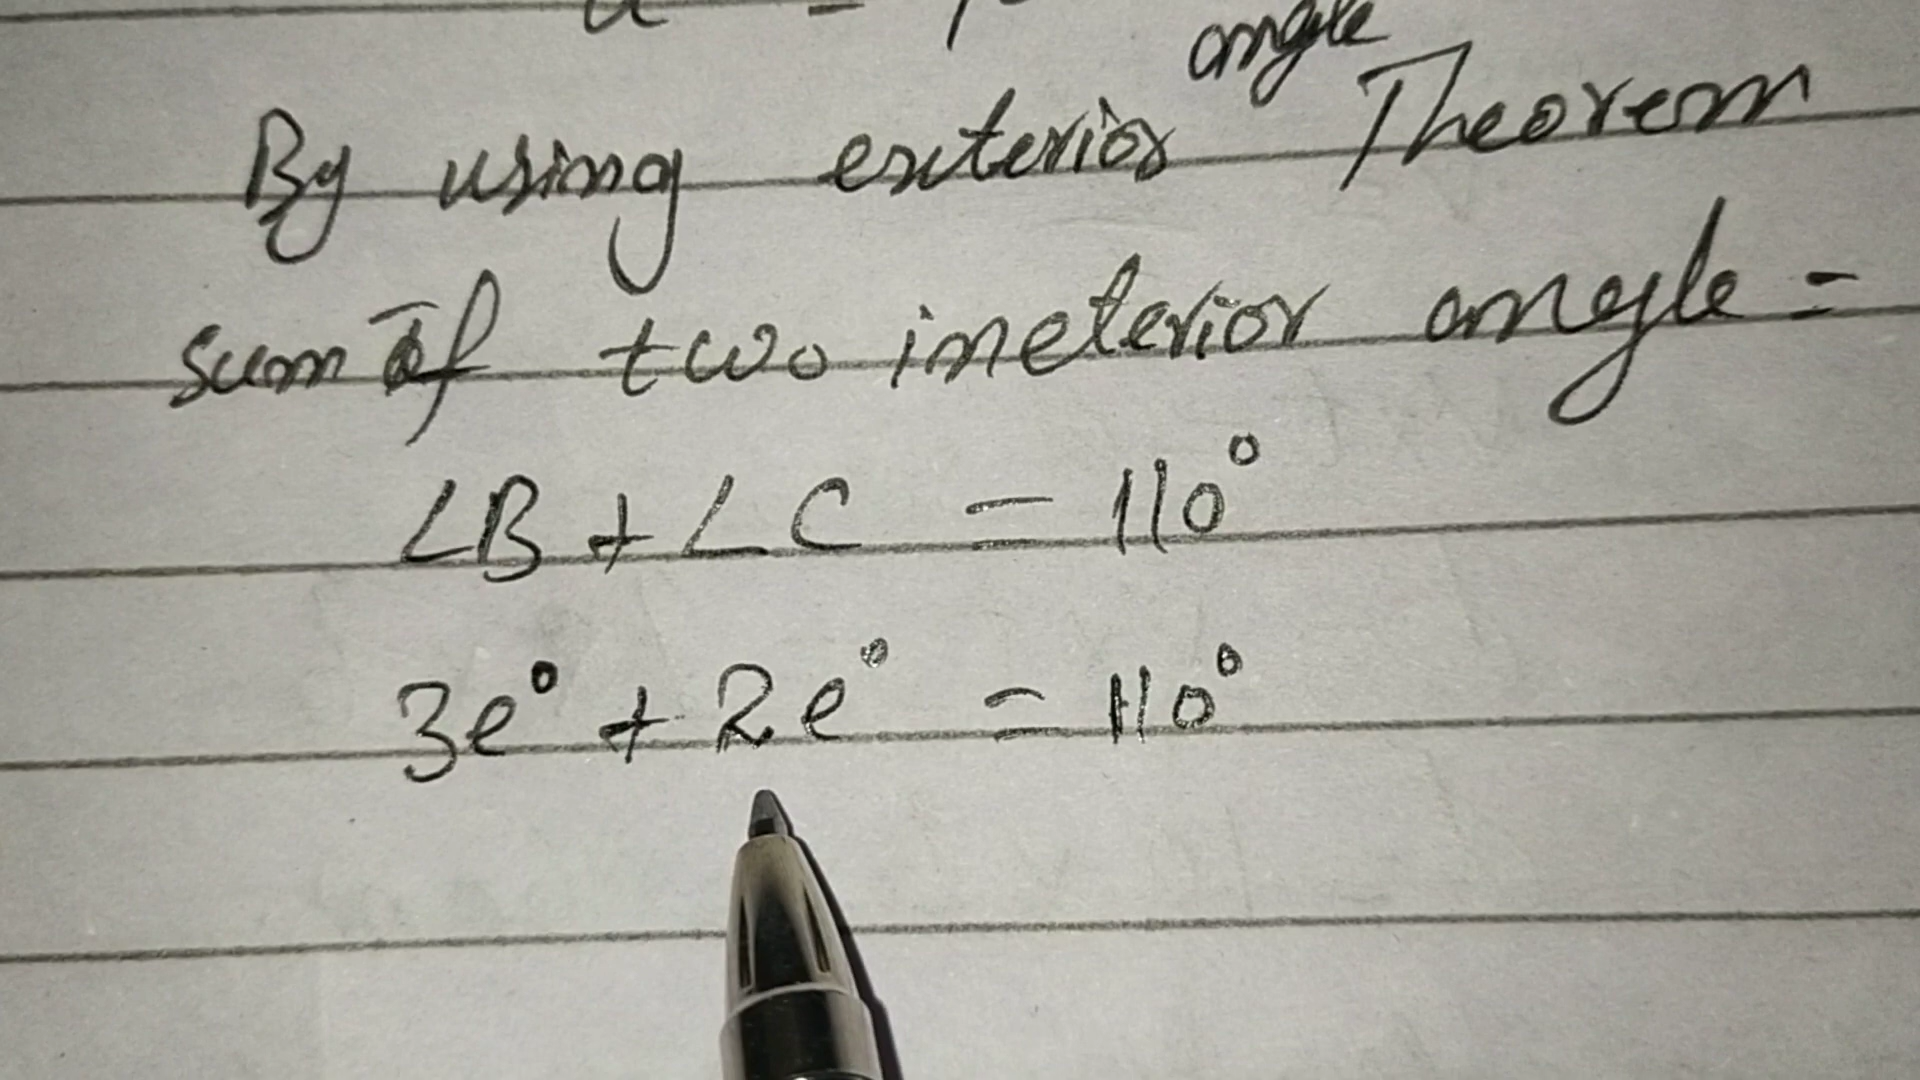 angle
By using exterior Theorem
sum of two ineterior angle =
∠B + ∠C = 110°
3e° + 2e° = 110°